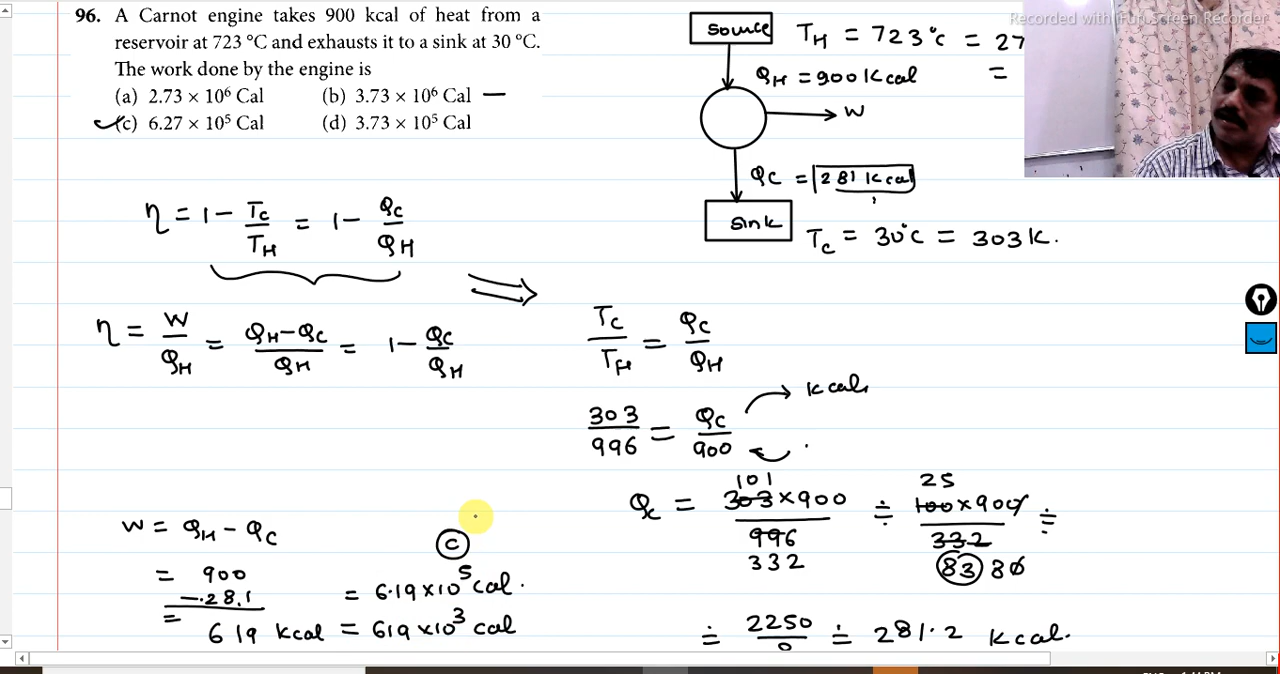 96. A Carnot engine takes 900 kcal of heat from a
reservoir at 723 °C and exhausts it to a sink at 30 °C.
The work done by the engine is
(a) 2.73 × 10⁶ Cal (b) 3.73 × 10⁶ Cal —
(c) 6.27 × 10⁵ Cal (d) 3.73 × 10⁵ Cal
Recorded with iFun Screen Recorder
Source T_H = 723°C = 27
Q_H = 900 Kcal =
W
Q_C = 281 Kcal
Sink T_C = 30°C = 303K.
η = 1 - T_C/T_H = 1 - Q_C/Q_H
η = W/Q_H = (Q_H - Q_C)/Q_H = 1 - Q_C/Q_H
T_C/T_H = Q_C/Q_H
kcal
303/996 = Q_C/900
101 25
Q_C = 303×900/996 ÷ 100×900/332 ÷
332 83 80
W = Q_H - Q_C
C
= 900
-281
= 6.19×10⁵ cal.
= 619 kcal = 619×10³ cal
÷ 2250/8 ÷ 281.2 kcal.